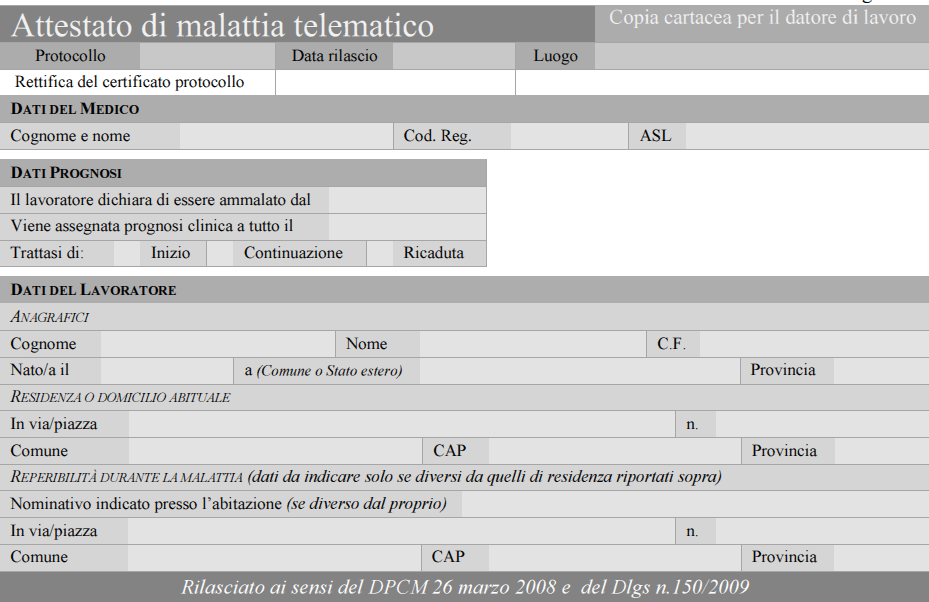 Attestato di malattia telematico Copia cartacea per il datore di lavoro
Protocollo Data rilascio Luogo
Rettifica del certificato protocollo
DATI DEL MEDICO
Cognome e nome Cod. Reg. ASL
DATI PROGNOSI
Il lavoratore dichiara di essere ammalato dal
Viene assegnata prognosi clinica a tutto il
Trattasi di: Inizio Continuazione Ricaduta
DATI DEL LAVORATORE
ANAGRAFICI
Cognome Nome C.F.
Nato/a il a (Comune o Stato estero) Provincia
RESIDENZA O DOMICILIO ABITUALE
In via/piazza n.
Comune CAP Provincia
REPERIBILITÀ DURANTE LA MALATTIA (dati da indicare solo se diversi da quelli di residenza riportati sopra)
Nominativo indicato presso l'abitazione (se diverso dal proprio)
In via/piazza n.
Comune CAP Provincia
Rilasciato ai sensi del DPCM 26 marzo 2008 e del Dlgs n.150/2009